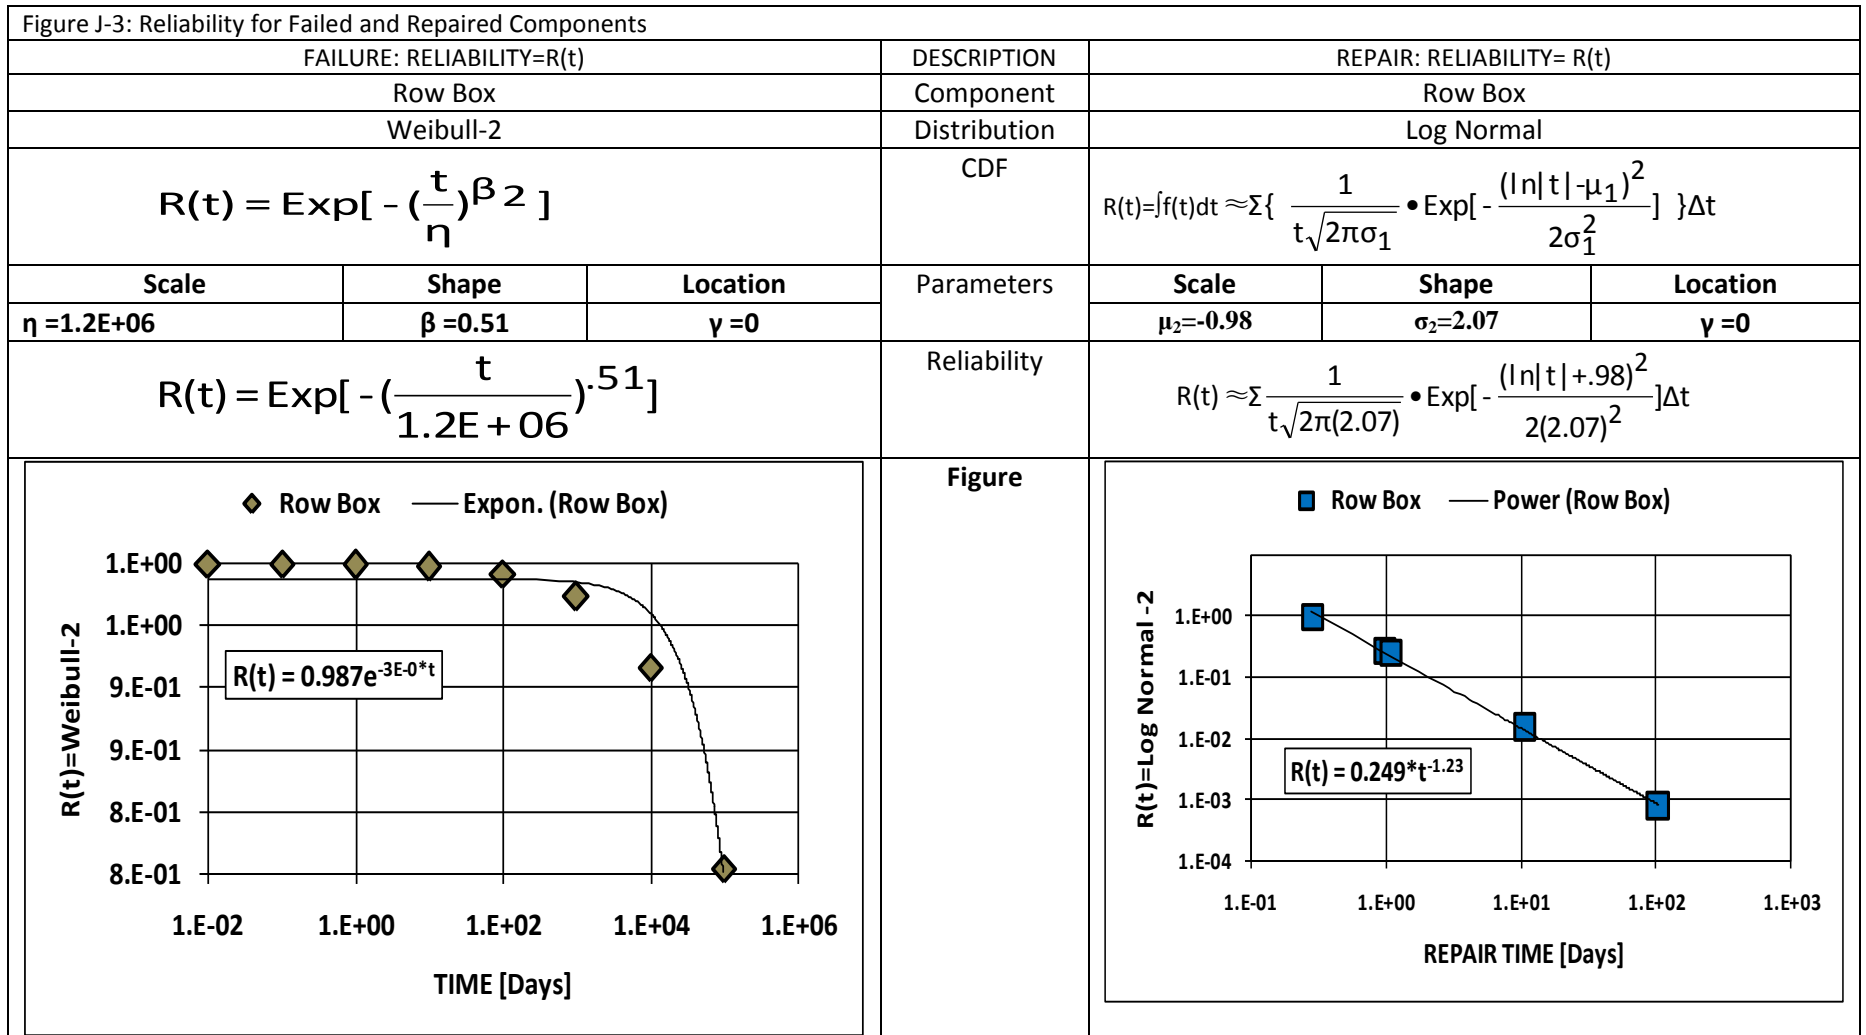 Figure J-3: Reliability for Failed and Repaired Components
FAILURE: RELIABILITY=R(t) DESCRIPTION REPAIR: RELIABILITY= R(t)
Row Box Component Row Box
Weibull-2 Distribution Log Normal
R(t) = Exp[ - (t/η)^β 2 ] CDF R(t)=∫f(t)dt ≈Σ{ 1/(t√2πσ₁) • Exp[ - (ln|t|-μ₁)²/2σ₁² ] }Δt
Scale Shape Location Parameters Scale Shape Location
η =1.2E+06 β =0.51 γ =0 μ₂=-0.98 σ₂=2.07 γ =0
R(t) = Exp[ - (t/1.2E + 06)^.51] Reliability R(t) ≈Σ 1/(t√2π(2.07)) • Exp[ - (ln|t|+.98)²/2(2.07)² ]Δt
Figure
Row Box Expon. (Row Box)
R(t)=Weibull-2
1.E+00
1.E+00
9.E-01
9.E-01
8.E-01
8.E-01
R(t) = 0.987e^-3E-0*t
1.E-02 1.E+00 1.E+02 1.E+04 1.E+06
TIME [Days]
Row Box Power (Row Box)
R(t)=Log Normal -2
1.E+00
1.E-01
1.E-02
1.E-03
1.E-04
R(t) = 0.249*t^-1.23
1.E-01 1.E+00 1.E+01 1.E+02 1.E+03
REPAIR TIME [Days]